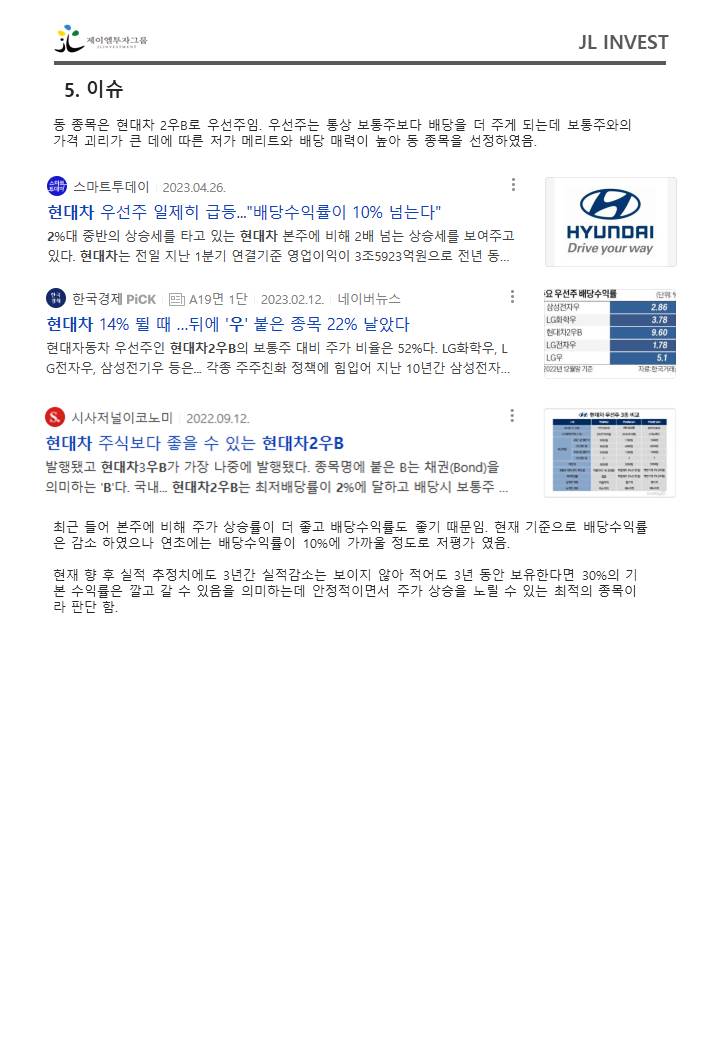 제이엘투자그룹
JLINVESTMENT
JL INVEST
5. 이슈
동 종목은 현대차 2우B로 우선주임. 우선주는 통상 보통주보다 배당을 더 주게 되는데 보통주와의
가격 괴리가 큰 데에 따른 저가 메리트와 배당 매력이 높아 동 종목을 선정하였음.
스마트투데이 2023.04.26.
현대차 우선주 일제히 급등..."배당수익률이 10% 넘는다"
2%대 중반의 상승세를 타고 있는 현대차 본주에 비해 2배 넘는 상승세를 보여주고
있다. 현대차는 전일 지난 1분기 연결기준 영업이익이 3조5923억원으로 전년 동...
HYUNDAI
Drive your way
한국경제 PiCK A19면 1단 2023.02.12. 네이버뉴스
현대차 14% 뛸 때 ...뒤에 '우' 붙은 종목 22% 날았다
현대자동차 우선주인 현대차2우B의 보통주 대비 주가 비율은 52%다. LG화학우, L
G전자우, 삼성전기우 등은... 각종 주주진화 정책에 힘입어 지난 10년간 삼성전자...
요 우선주 배당수익률 (단위 %
삼성전자우 2.86
LG화학우 3.78
현대차2우B 9.60
LG전자우 1.78
LG우 5.1
2022년 12월말 기준 자료:한국거래
시사저널이코노미 2022.09.12.
현대차 주식보다 좋을 수 있는 현대차2우B
발행됐고 현대차3우B가 가장 나중에 발행됐다. 종목명에 붙은 B는 채권(Bond)을
의미하는 'B'다. 국내... 현대차2우B는 최저배당률이 2%에 달하고 배당시 보통주 ...
현대차 우선주 3종 비교
최근 들어 본주에 비해 주가 상승률이 더 좋고 배당수익률도 좋기 때문임. 현재 기준으로 배당수익률
은 감소 하였으나 연초에는 배당수익률이 10%에 가까울 정도로 저평가 였음.
현재 향 후 실적 추정치에도 3년간 실적감소는 보이지 않아 적어도 3년 동안 보유한다면 30%의 기
본 수익률은 깔고 갈 수 있음을 의미하는데 안정적이면서 주가 상승을 노릴 수 있는 최적의 종목이
라 판단 함.